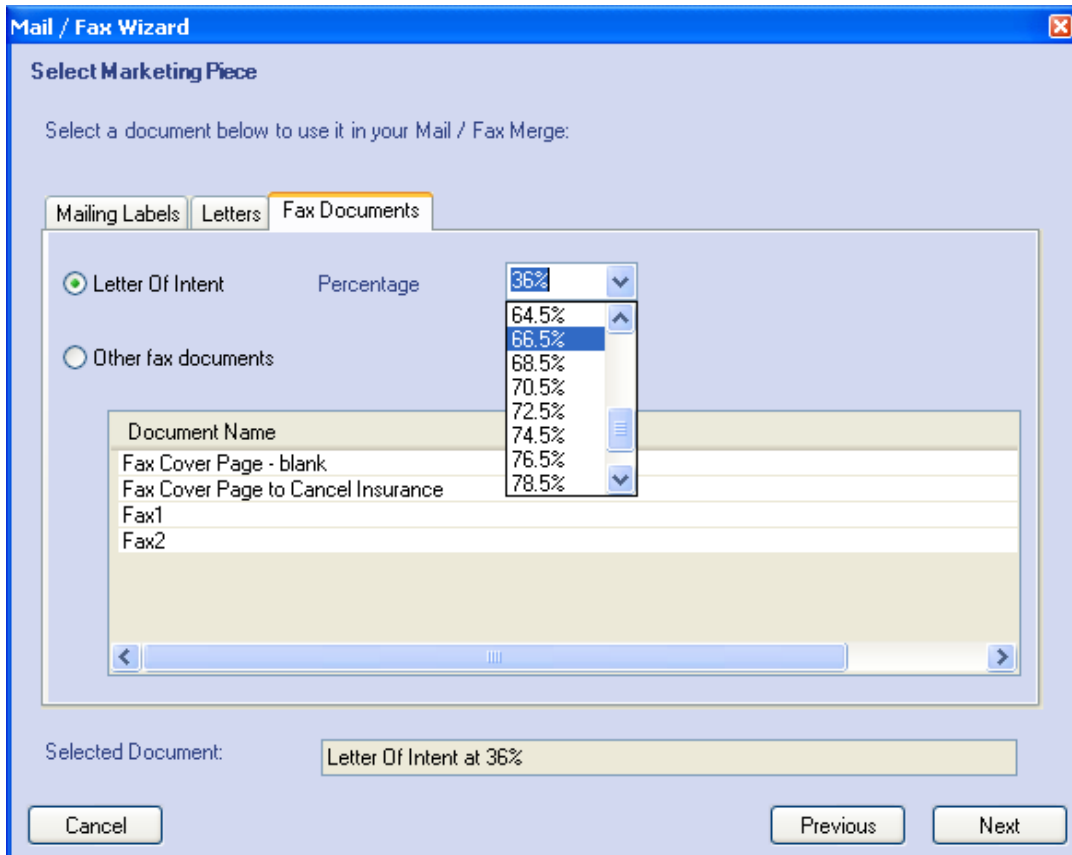 Mail / Fax Wizard
Select Marketing Piece
Select a document below to use it in your Mail / Fax Merge:
Mailing Labels Letters Fax Documents
Letter Of Intent Percentage 36%
64.5%
66.5%
Other fax documents
68.5%
70.5%
72.5%
74.5%
76.5%
78.5%
Document Name
Fax Cover Page - blank
Fax Cover Page to Cancel Insurance
Fax1
Fax2
Selected Document: Letter Of Intent at 36%
Cancel Previous Next